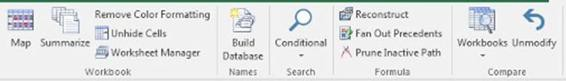 Map
Summarize
Remove Color Formatting
Unhide Cells
Worksheet Manager
Workbook
Build
Database
Names
Conditional
Search
Reconstruct
Fan Out Precedents
Prune Inactive Path
Formula
Workbooks
Unmodify
Compare